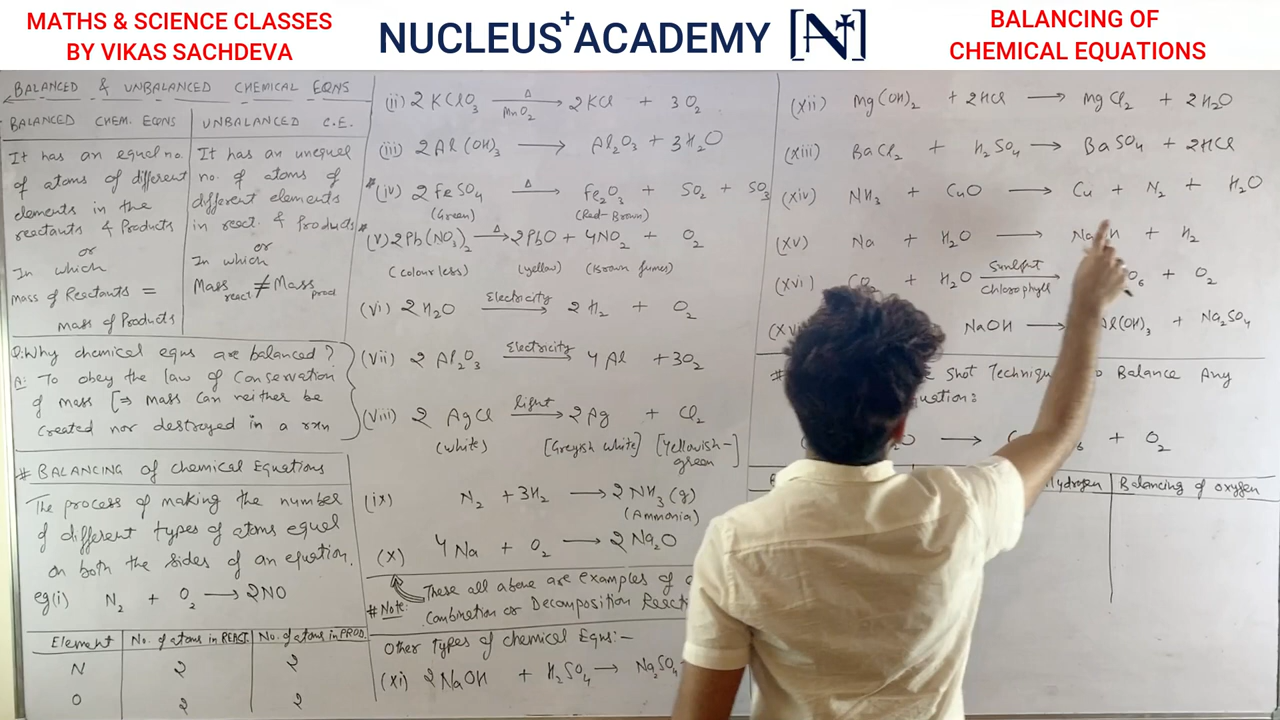 MATHS & SCIENCE CLASSES
BY VIKAS SACHDEVA
NUCLEUS+ ACADEMY [N]
BALANCING OF
CHEMICAL EQUATIONS
BALANCED & UNBALANCED CHEMICAL EQNS
BALANCED CHEM. EQNS
It has an equal no.
of atoms of different
elements in the
reactants & Products
or
In which
Mass of Reactants =
Mass of Products
UNBALANCED C.E.
It has an unequal
no. of atoms of
different elements
in react. & Products
or
In which
Mass react ≠ Mass prod
Q:Why chemical eqns are balanced?
A: To obey the law of Conservation
of mass [⇒ Mass can neither be
created nor destroyed in a rxn
# BALANCING of chemical Equations
The process of making the number
of different types of atoms equal
on both the sides of an equation.
eg(i) N₂ + O₂ → 2NO
Element No. of atoms in REACT. No. of atoms in PROD.
N 2 2
O 2 2
(ii) 2KClO₃ →[Δ, MnO₂] 2KCl + 3O₂
(iii) 2Al(OH)₃ → Al₂O₃ + 3H₂O
*(iv) 2FeSO₄ →[Δ] Fe₂O₃ + SO₂ + SO₃
(Green) (Red-Brown)
*(v) 2Pb(NO₃)₂ →[Δ] 2PbO + 4NO₂ + O₂
(colourless) (yellow) (Brown fumes)
(vi) 2H₂O →[Electricity] 2H₂ + O₂
(vii) 2Al₂O₃ →[Electricity] 4Al + 3O₂
(viii) 2AgCl →[light] 2Ag + Cl₂
(white) [Greyish white] [Yellowish-
green]
(ix) N₂ + 3H₂ → 2NH₃(g)
(Ammonia)
(x) 4Na + O₂ → 2Na₂O
# Note: These all above are examples of
Combination or Decomposition
Other types of chemical Eqns:-
(xi) 2NaOH + H₂SO₄ → Na₂SO₄
(xii) Mg(OH)₂ + 2HCl → MgCl₂ + 2H₂O
(xiii) BaCl₂ + H₂SO₄ → BaSO₄ + 2HCl
(xiv) NH₃ + CuO → Cu + N₂ + H₂O
(xv) Na + H₂O → + H₂
(xvi) CO₂ + H₂O →[Sunlight, Chlorophyll] + O₂
NaOH → Al(OH)₃ + Na₂SO₄
# Shot Technique to Balance Any
→ + O₂
Hydrogen Balancing of oxygen